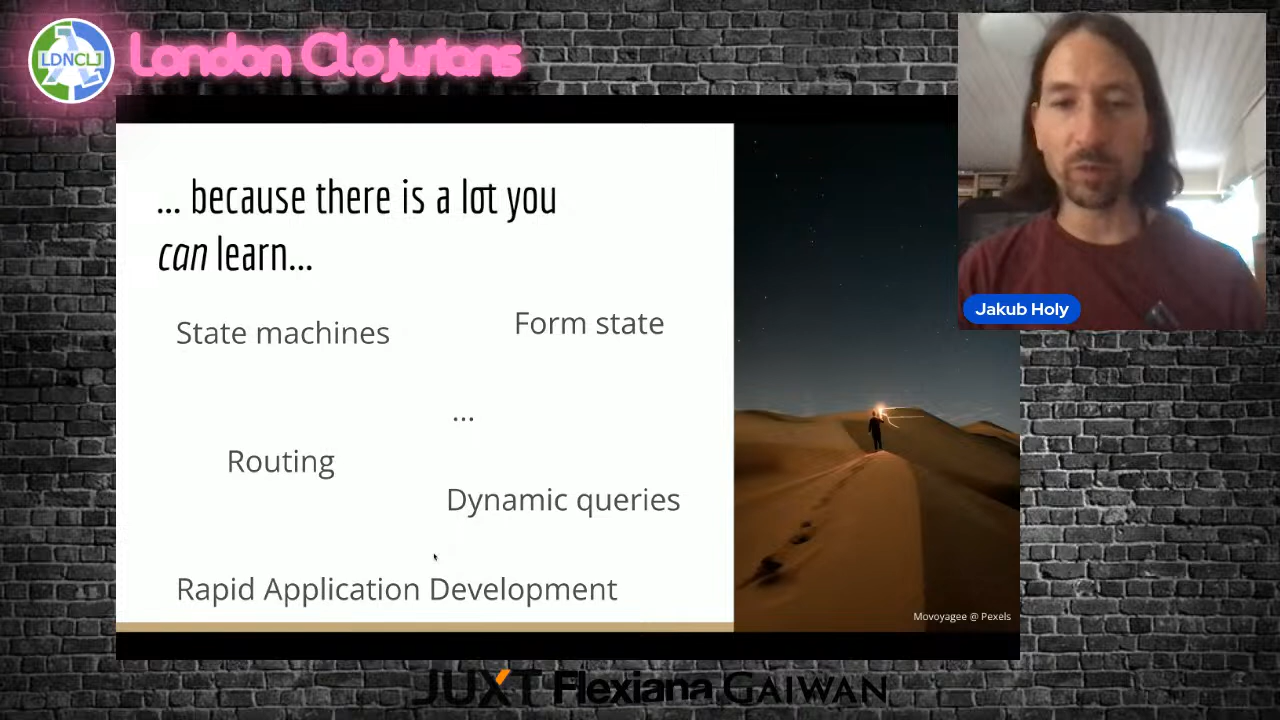 LDNCLJ
London Clojurians
... because there is a lot you
can learn...
State machines
Form state
...
Routing
Dynamic queries
Rapid Application Development
Movoyagee @ Pexels
Jakub Holy
JUXT Flexiana GAIWAN